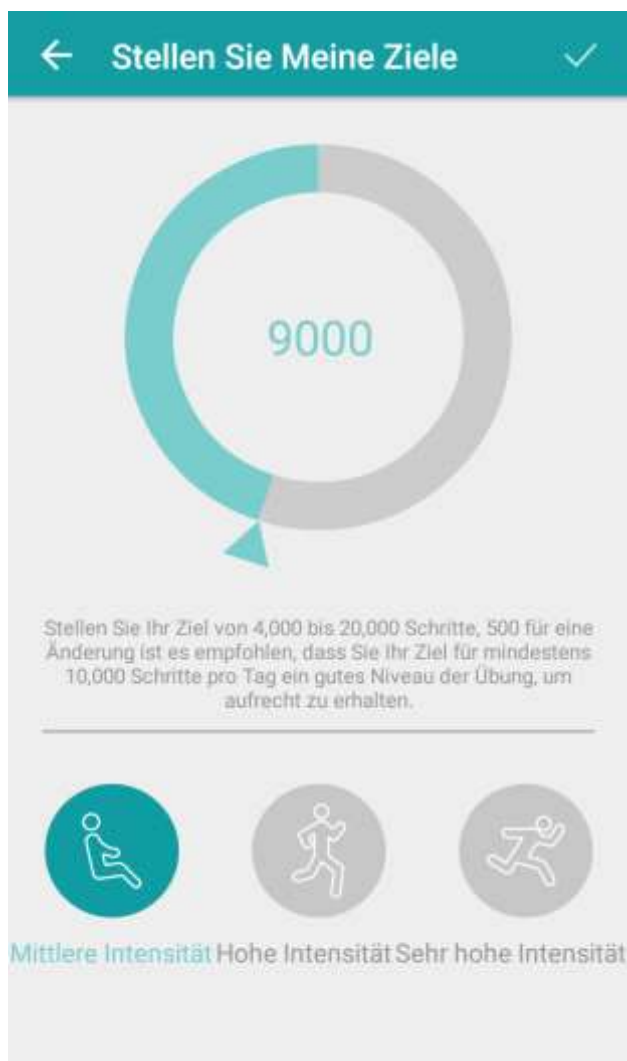 Stellen Sie Meine Ziele
9000
Stellen Sie Ihr Ziel von 4,000 bis 20,000 Schritte, 500 für eine
Änderung ist es empfohlen, dass Sie Ihr Ziel für mindestens
10,000 Schritte pro Tag ein gutes Niveau der Übung, um
aufrecht zu erhalten.
Mittlere Intensität Hohe Intensität Sehr hohe Intensität